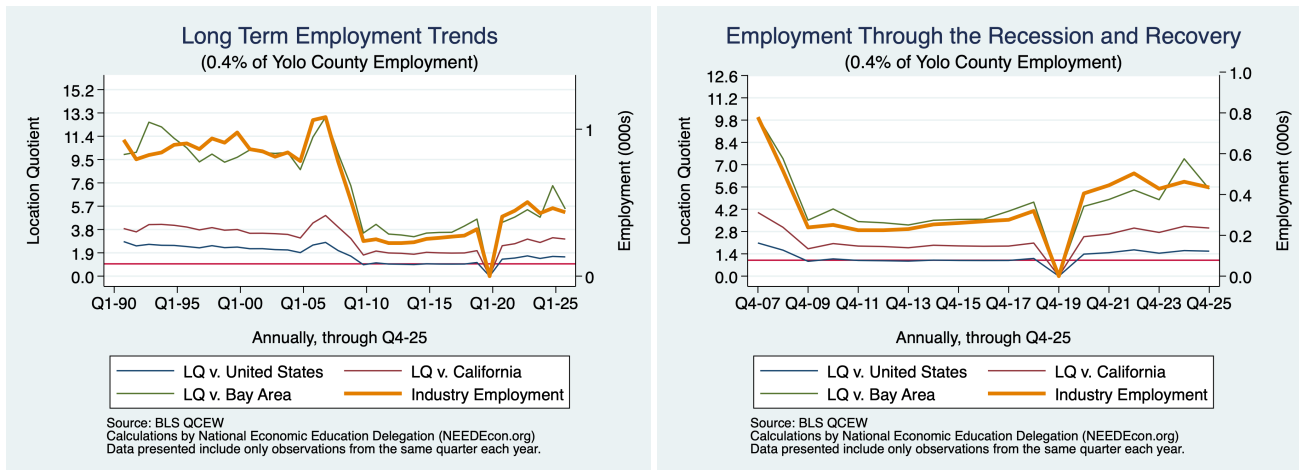 Long Term Employment Trends
(0.4% of Yolo County Employment)
Location Quotient
15.2
13.3
11.4
9.5
7.6
5.7
3.8
1.9
0.0
1
0
Employment (000s)
Q1-90 Q1-95 Q1-00 Q1-05 Q1-10 Q1-15 Q1-20 Q1-25
Annually, through Q4-25
LQ v. United States LQ v. California
LQ v. Bay Area Industry Employment
Source: BLS QCEW
Calculations by National Economic Education Delegation (NEEDEcon.org)
Data presented include only observations from the same quarter each year.
Employment Through the Recession and Recovery
(0.4% of Yolo County Employment)
Location Quotient
12.6
11.2
9.8
8.4
7.0
5.6
4.2
2.8
1.4
0.0
1.0
0.8
0.6
0.4
0.2
0.0
Employment (000s)
Q4-07 Q4-09 Q4-11 Q4-13 Q4-15 Q4-17 Q4-19 Q4-21 Q4-23 Q4-25
Annually, through Q4-25
LQ v. United States LQ v. California
LQ v. Bay Area Industry Employment
Source: BLS QCEW
Calculations by National Economic Education Delegation (NEEDEcon.org)
Data presented include only observations from the same quarter each year.